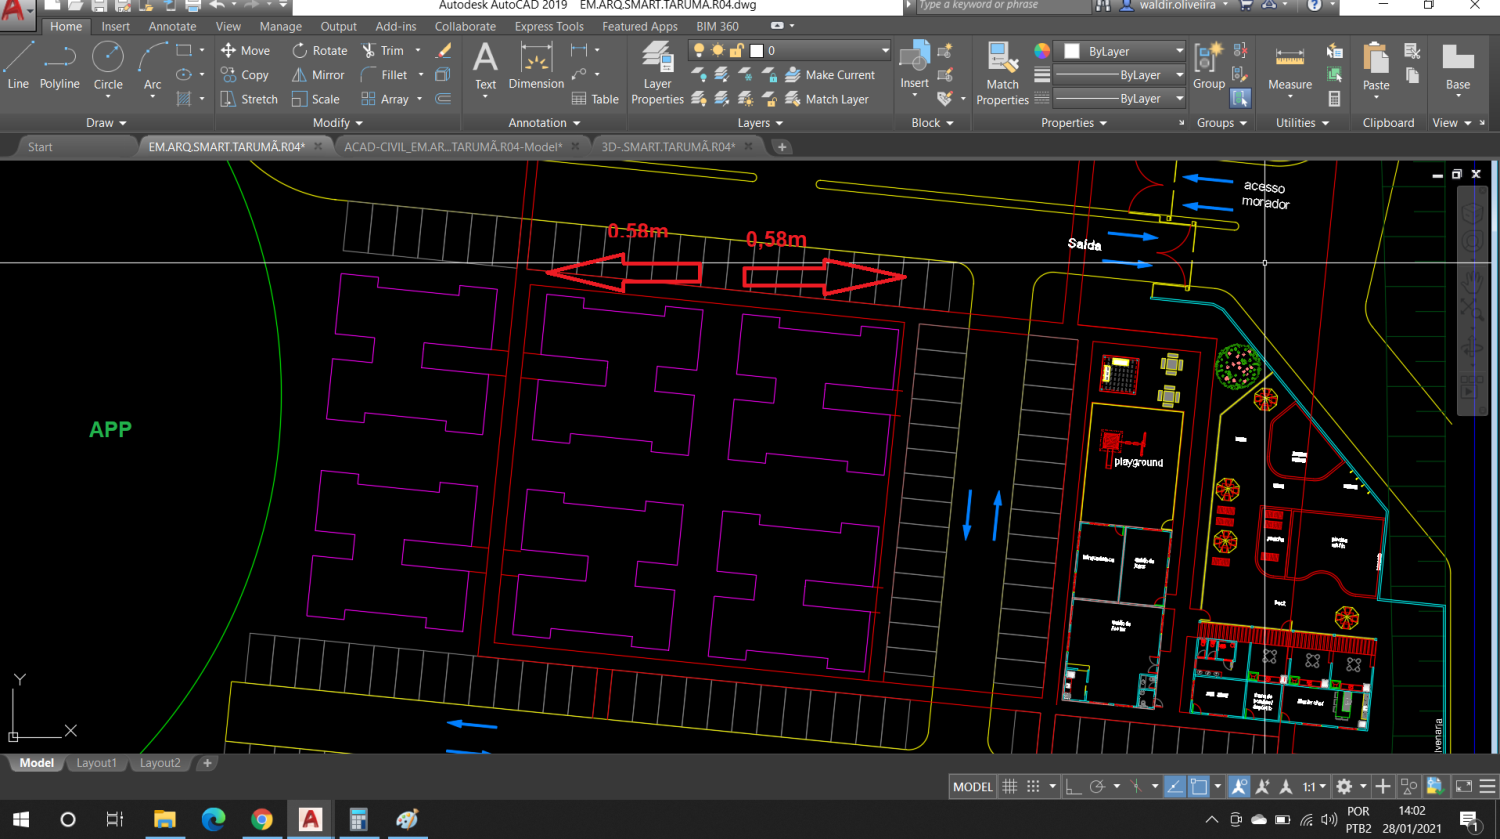 Autodesk AutoCAD 2019 EM.ARQ.SMART.TARUMÃ.R04.dwg
Type a keyword or phrase
waldir.oliveira
Home Insert Annotate View Manage Output Add-ins Collaborate Express Tools Featured Apps BIM 360
Line Polyline Circle Arc
Move Rotate Trim
Copy Mirror Fillet
Stretch Scale Array
Text Dimension Table
Layer Properties
0
Make Current
Match Layer
Insert
Match Properties
ByLayer
ByLayer
ByLayer
Group Measure Paste Base
Draw Modify Annotation Layers Block Properties Groups Utilities Clipboard View
Start EM.ARQ.SMART.TARUMÃ.R04* ACAD-CIVIL_EM.AR...TARUMÃ.R04-Model* 3D-.SMART.TARUMÃ.R04*
acesso
morador
0.58m 0,58m
Saída
APP
playground
Deck
Y
X
Model Layout1 Layout2
MODEL 1:1
POR
PTB2
14:02
28/01/2021
1